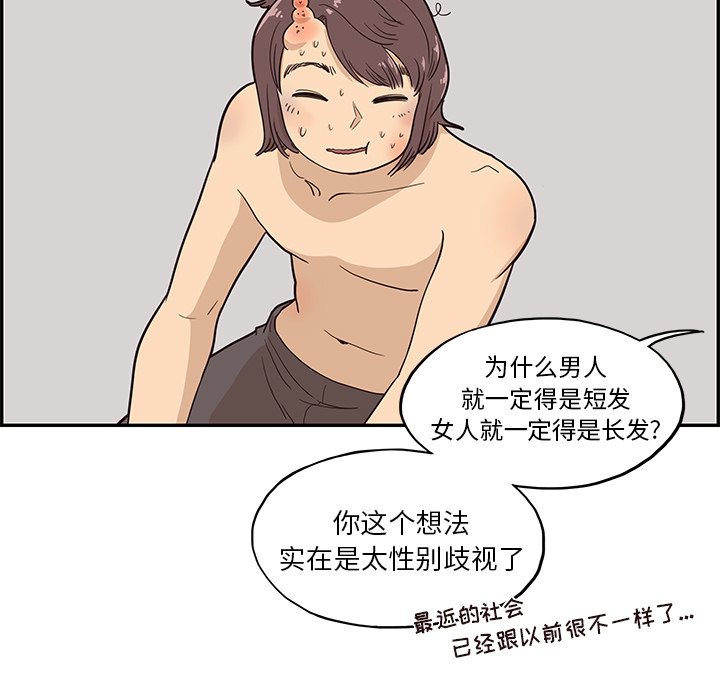 为什么男人
就一定得是短发
女人就一定得是长发?
你这个想法
实在是太性别歧视了
最近的社会
已经跟以前很不一样了...